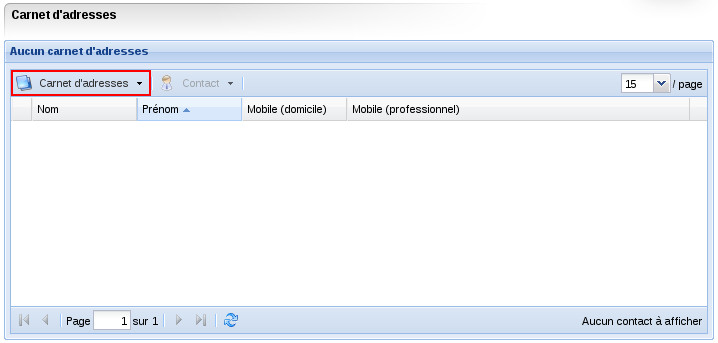 Carnet d'adresses
Aucun carnet d'adresses
Carnet d'adresses Contact 15 / page
Nom Prénom Mobile (domicile) Mobile (professionnel)
Page 1 sur 1 Aucun contact à afficher